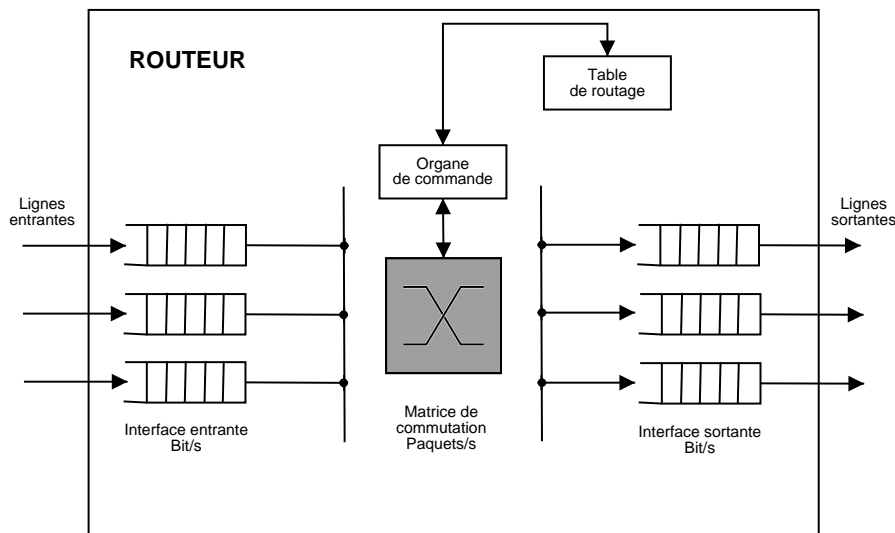 ROUTEUR
Table
de routage
Organe
de commande
Lignes
entrantes
Lignes
sortantes
Interface entrante
Bit/s
Matrice de
commutation
Paquets/s
Interface sortante
Bit/s